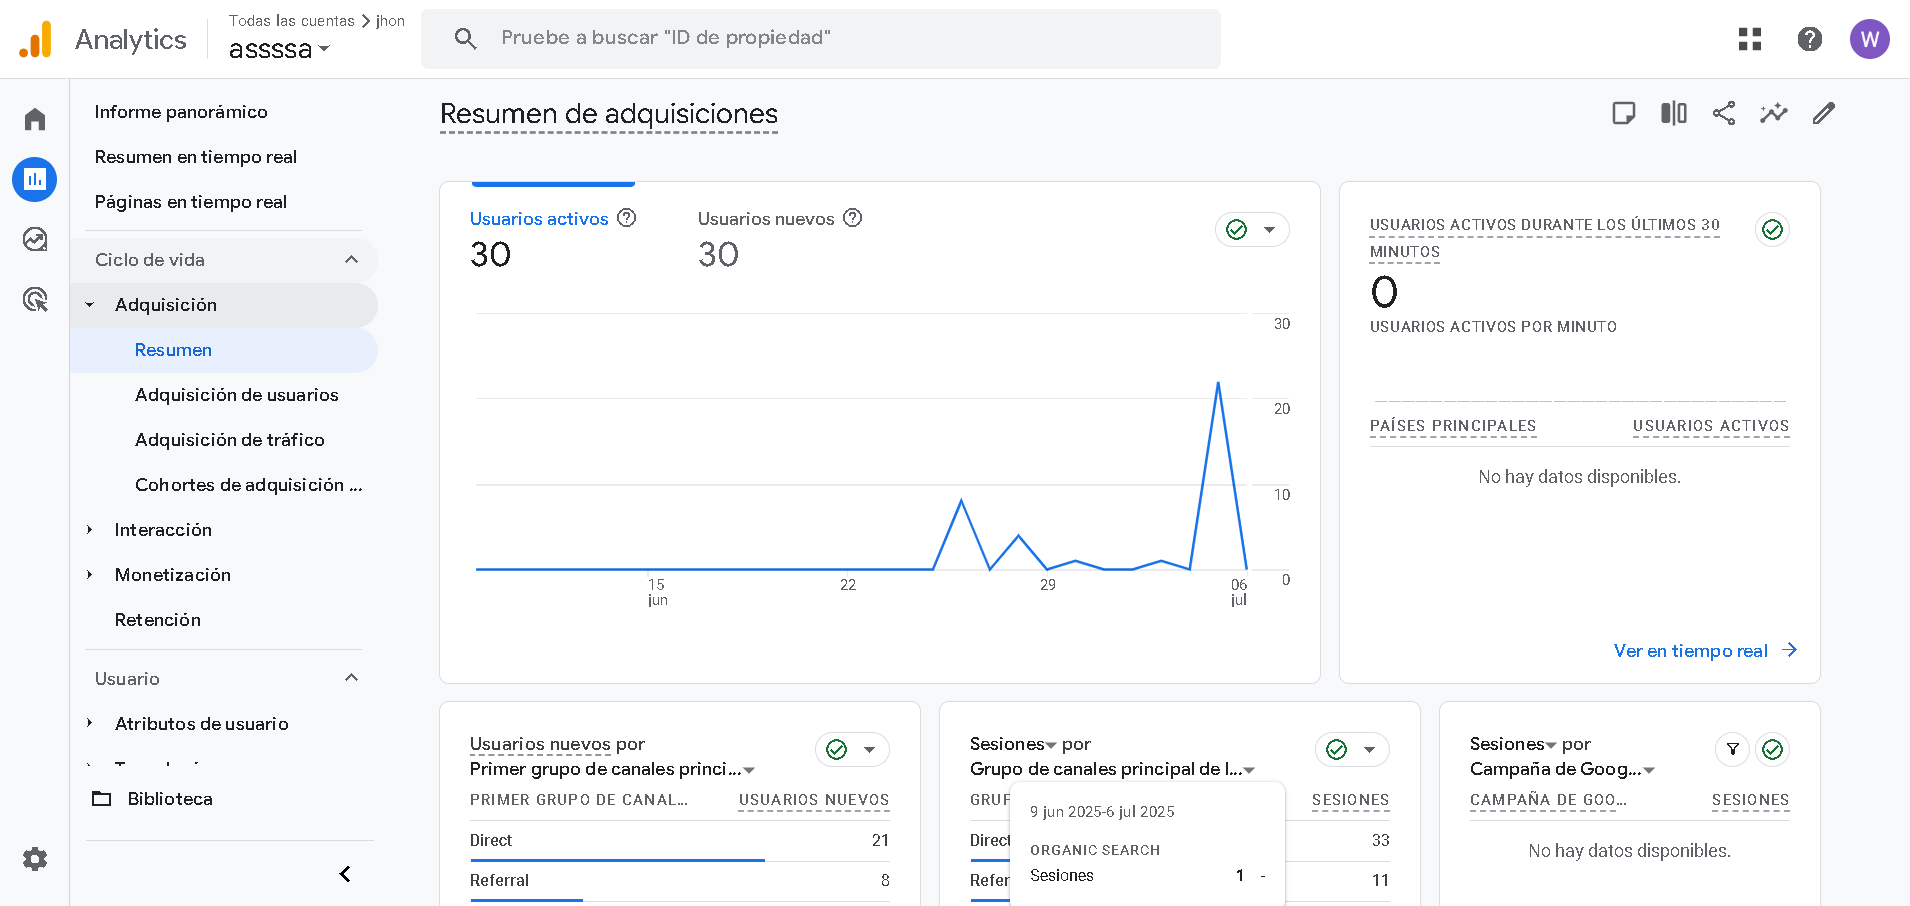 Analytics
Todas las cuentas > jhon
assssa
Pruebe a buscar "ID de propiedad"
W
Informe panorámico
Resumen en tiempo real
Páginas en tiempo real
Ciclo de vida
Adquisición
Resumen
Adquisición de usuarios
Adquisición de tráfico
Cohortes de adquisición ...
Interacción
Monetización
Retención
Usuario
Atributos de usuario
Biblioteca
Resumen de adquisiciones
Usuarios activos
30
Usuarios nuevos
30
30
20
10
0
15
jun
22
29
06
jul
USUARIOS ACTIVOS DURANTE LOS ÚLTIMOS 30
MINUTOS
0
USUARIOS ACTIVOS POR MINUTO
PAÍSES PRINCIPALES USUARIOS ACTIVOS
No hay datos disponibles.
Ver en tiempo real
Usuarios nuevos por
Primer grupo de canales princi...
PRIMER GRUPO DE CANAL... USUARIOS NUEVOS
Direct 21
Referral 8
Sesiones por
Grupo de canales principal de l...
SESIONES
33
11
9 jun 2025-6 jul 2025
ORGANIC SEARCH
Sesiones 1 -
Sesiones por
Campaña de Goog...
CAMPAÑA DE GOO... SESIONES
No hay datos disponibles.